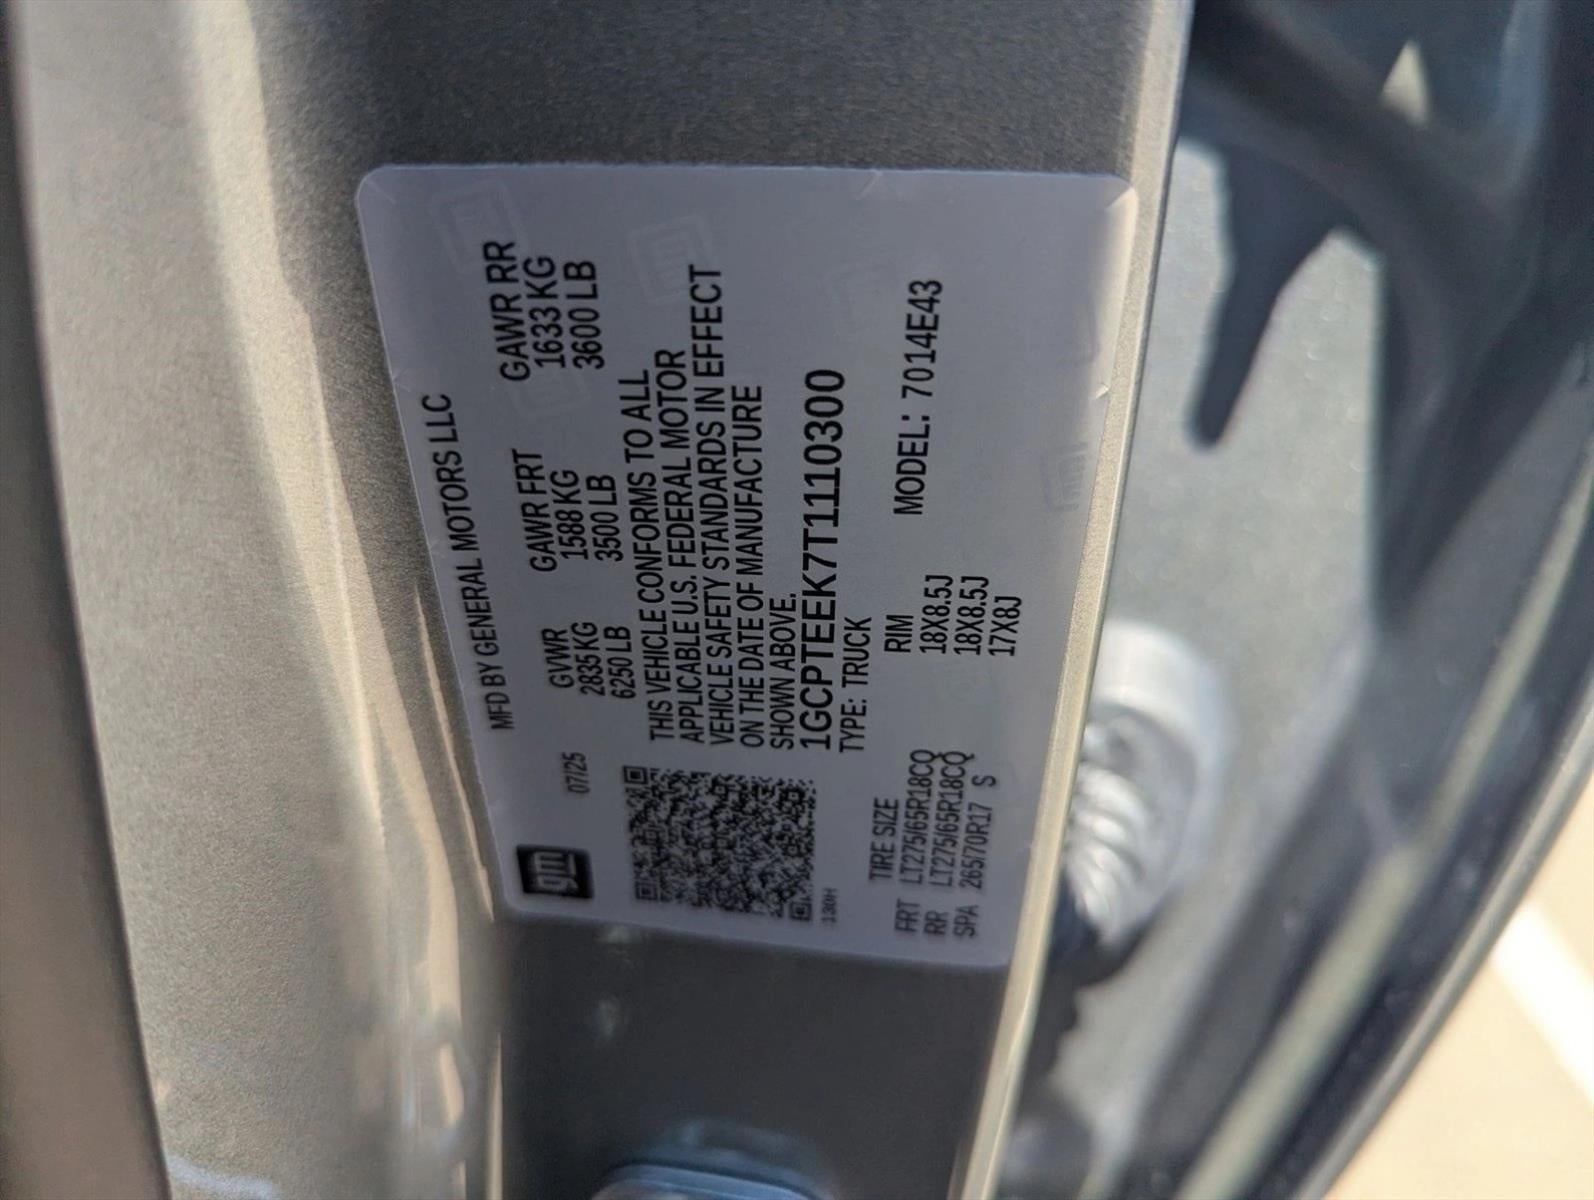 MFD BY GENERAL MOTORS LLC
gm 07/25 GVWR GAWR FRT GAWR RR
2835 KG 1588 KG 1633 KG
6250 LB 3500 LB 3600 LB
THIS VEHICLE CONFORMS TO ALL
APPLICABLE U.S. FEDERAL MOTOR
VEHICLE SAFETY STANDARDS IN EFFECT
ON THE DATE OF MANUFACTURE
SHOWN ABOVE.
1GCPTEEK7T1110300
130H TYPE: TRUCK
TIRE SIZE RIM MODEL: 7014E43
FRT LT275/65R18CQ 18X8.5J
RR LT275/65R18CQ 18X8.5J
SPA 265/70R17 S 17X8J